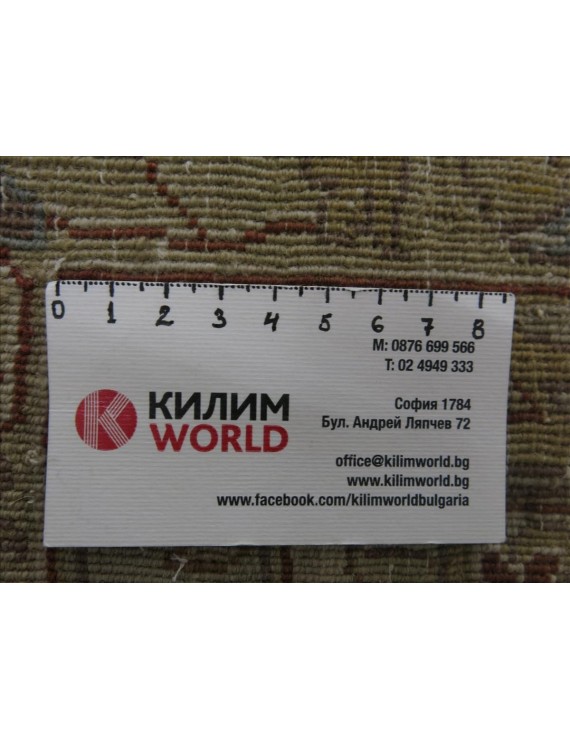 0 1 2 3 4 5 6 7 8
M: 0876 699 566
T: 02 4949 333
КИЛИМ
WORLD
София 1784
Бул. Андрей Ляпчев 72
office@kilimworld.bg
www.kilimworld.bg
www.facebook.com/kilimworldbulgaria